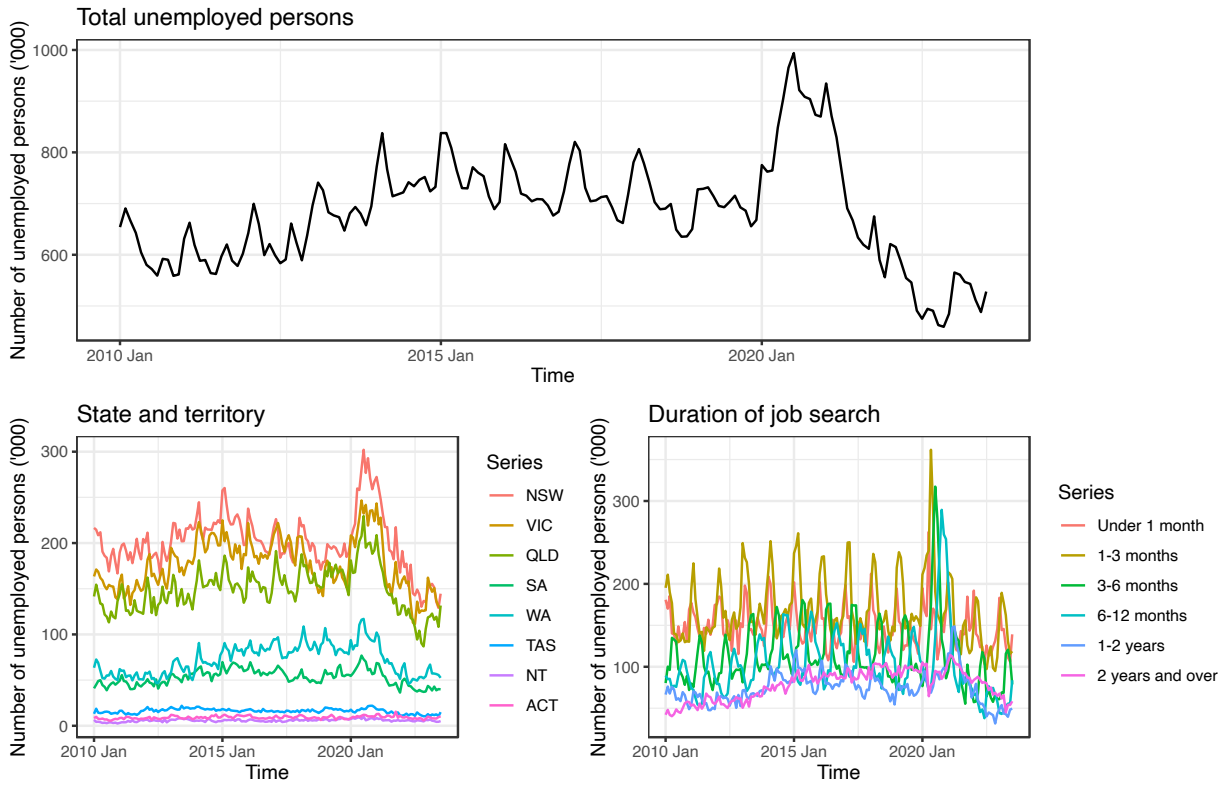 Total unemployed persons
Number of unemployed persons ('000)
1000
800
600
2010 Jan
2015 Jan
2020 Jan
Time
State and territory
Number of unemployed persons ('000)
300
200
100
0
2010 Jan
2015 Jan
2020 Jan
Time
Series
NSW
VIC
QLD
SA
WA
TAS
NT
ACT
Duration of job search
Number of unemployed persons ('000)
300
200
100
2010 Jan
2015 Jan
2020 Jan
Time
Series
Under 1 month
1-3 months
3-6 months
6-12 months
1-2 years
2 years and over